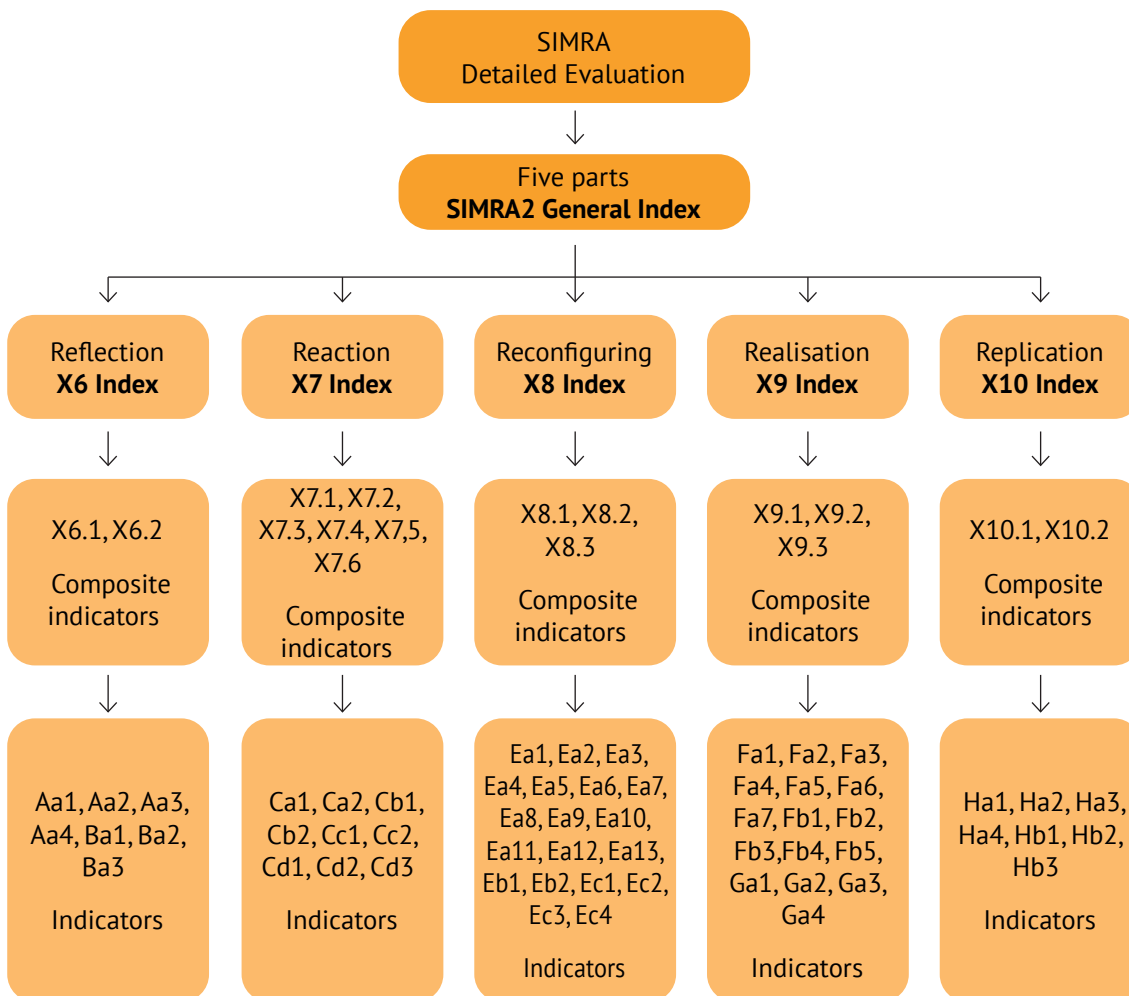 SIMRA
Detailed Evaluation
Five parts
SIMRA2 General Index
Reflection
X6 Index
Reaction
X7 Index
Reconfiguring
X8 Index
Realisation
X9 Index
Replication
X10 Index
X6.1, X6.2
Composite
indicators
X7.1, X7.2,
X7.3, X7.4, X7,5,
X7.6
Composite
indicators
X8.1, X8.2,
X8.3
Composite
indicators
X9.1, X9.2,
X9.3
Composite
indicators
X10.1, X10.2
Composite
indicators
Aa1, Aa2, Aa3,
Aa4, Ba1, Ba2,
Ba3
Indicators
Ca1, Ca2, Cb1,
Cb2, Cc1, Cc2,
Cd1, Cd2, Cd3
Indicators
Ea1, Ea2, Ea3,
Ea4, Ea5, Ea6, Ea7,
Ea8, Ea9, Ea10,
Ea11, Ea12, Ea13,
Eb1, Eb2, Ec1, Ec2,
Ec3, Ec4
Indicators
Fa1, Fa2, Fa3,
Fa4, Fa5, Fa6,
Fa7, Fb1, Fb2,
Fb3,Fb4, Fb5,
Ga1, Ga2, Ga3,
Ga4
Indicators
Ha1, Ha2, Ha3,
Ha4, Hb1, Hb2,
Hb3
Indicators